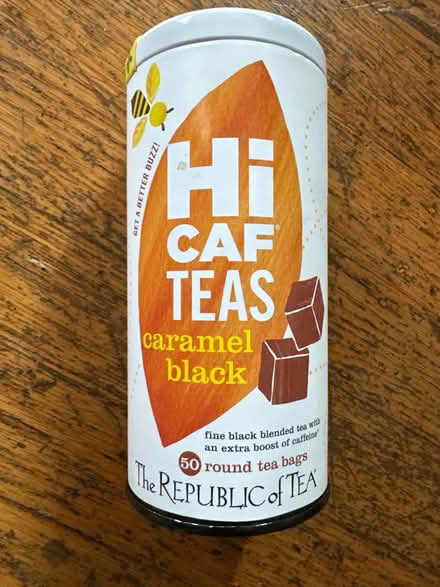 GET A BETTER BUZZ!
Hi
CAF®
TEAS
caramel
black
fine black blended tea with
an extra boost of caffeine
50 round tea bags
The REPUBLIC of TEA®